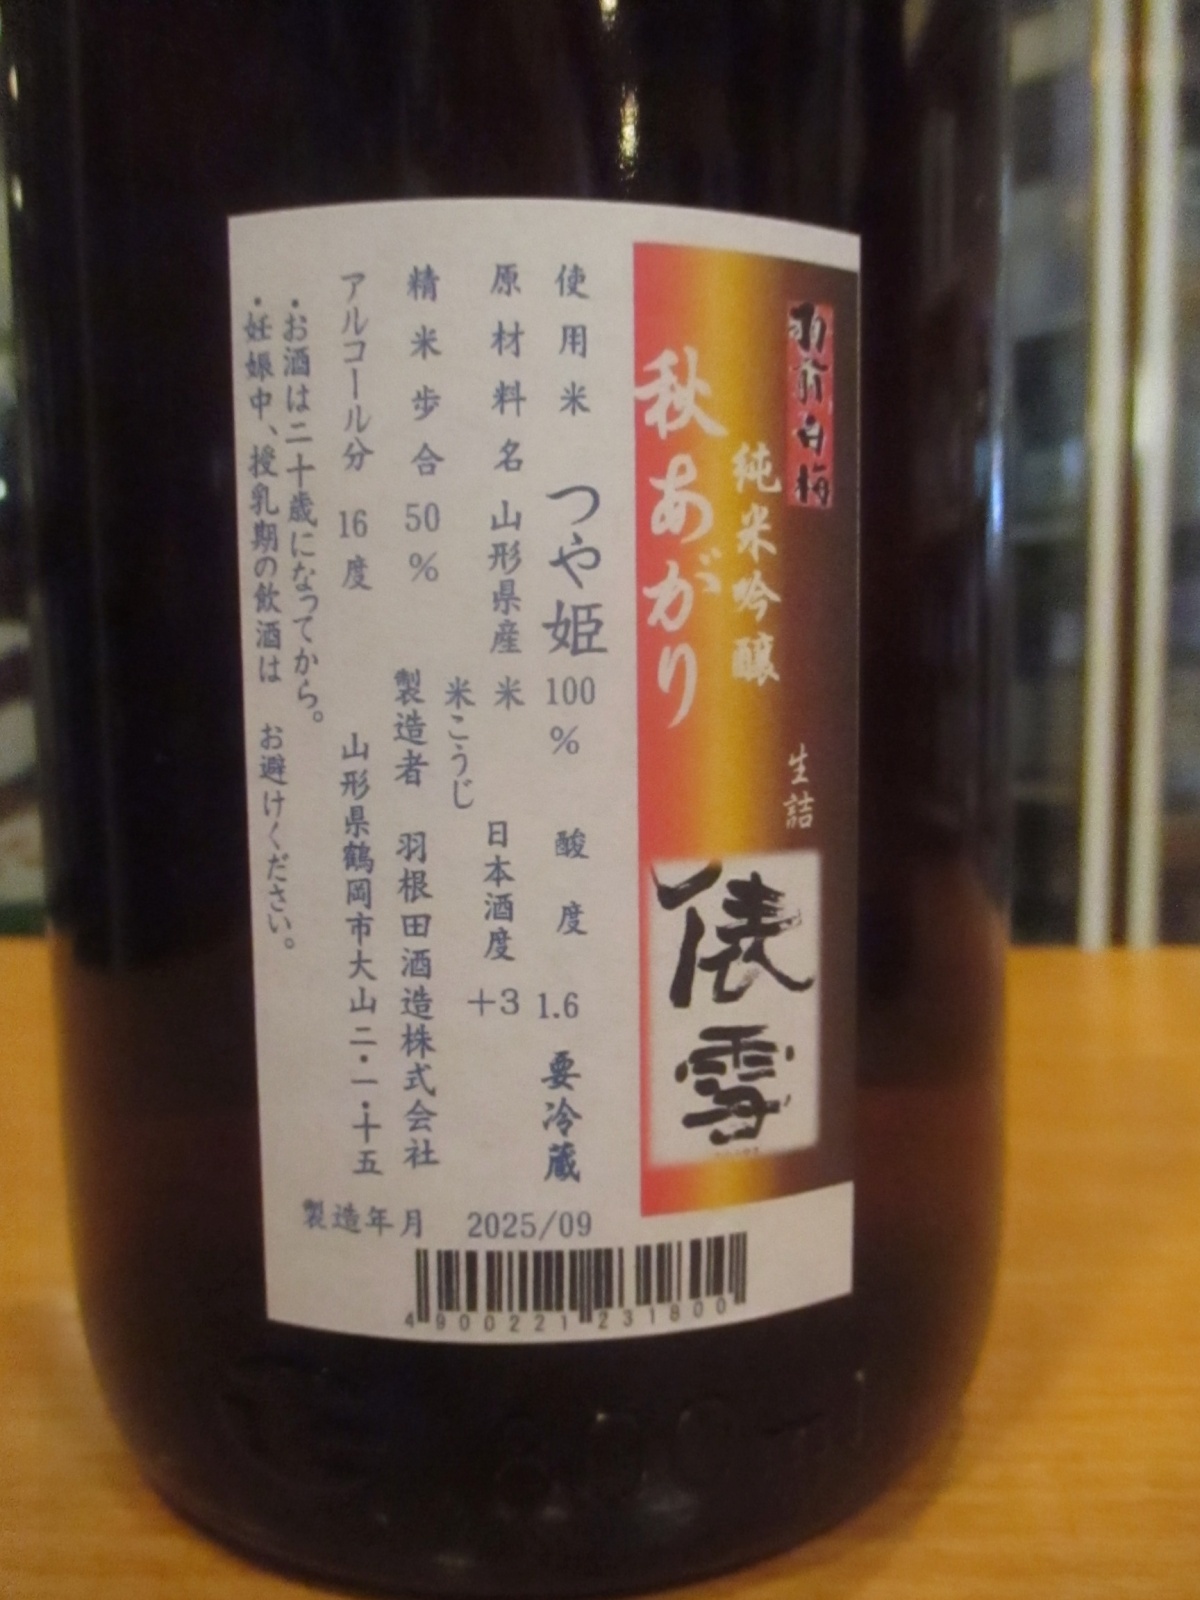 羽前白梅
純米吟醸
秋あがり
生詰
俵雪
使用米 つや姫 100% 酸度 1.6 要冷蔵
原材料名 山形県産 米 日本酒度 +3
米こうじ
精米歩合 50% 製造者 羽根田酒造株式会社
アルコール分 16度 山形県鶴岡市大山二・一・十五
・お酒は二十歳になってから。
・妊娠中、授乳期の飲酒は お避けください。
製造年月 2025/09
4900221231800